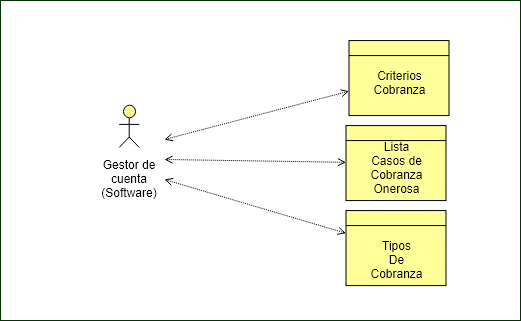 Criterios
Cobranza
Gestor de
cuenta
(Software)
Lista
Casos de
Cobranza
Onerosa
Tipos
De
Cobranza